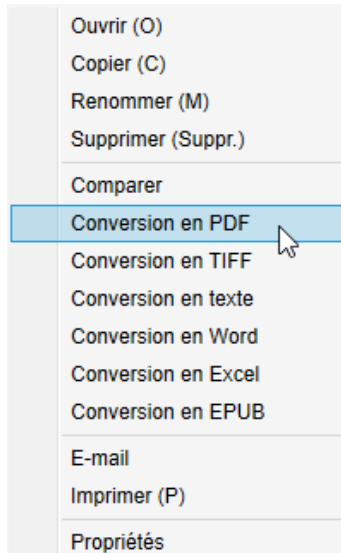 Ouvrir (O)
Copier (C)
Renommer (M)
Supprimer (Suppr.)
Comparer
Conversion en PDF
Conversion en TIFF
Conversion en texte
Conversion en Word
Conversion en Excel
Conversion en EPUB
E-mail
Imprimer (P)
Propriétés